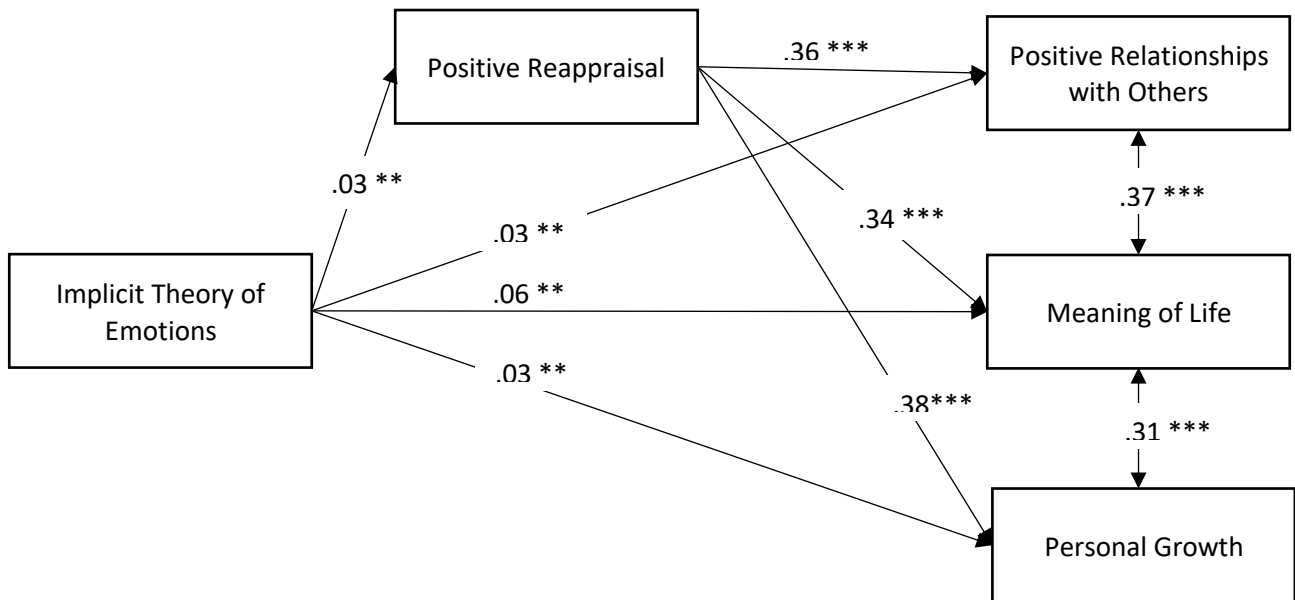 Positive Reappraisal
.36 ***
Positive Relationships
with Others
.03 **
.03 **
.34 ***
.37 ***
Implicit Theory of
Emotions
.06 **
Meaning of Life
.03 **
.38***
.31 ***
Personal Growth